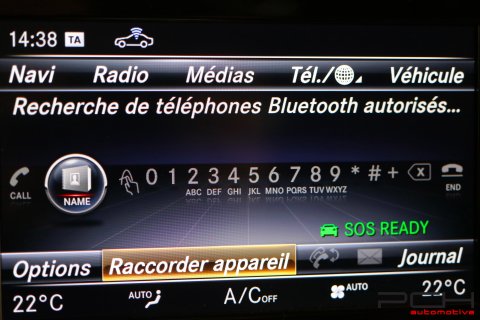 14:38 TA
Navi Radio Médias Tél./ Véhicule
Recherche de téléphones Bluetooth autorisés...
CALL NAME 0 1 2 3 4 5 6 7 8 9 * # + X END
ABC DEF GHI JKL MNO PQRS TUV WXYZ
SOS READY
Options Raccorder appareil Journal
22°C AUTO A/C OFF AUTO 22°C
PCH
automotive